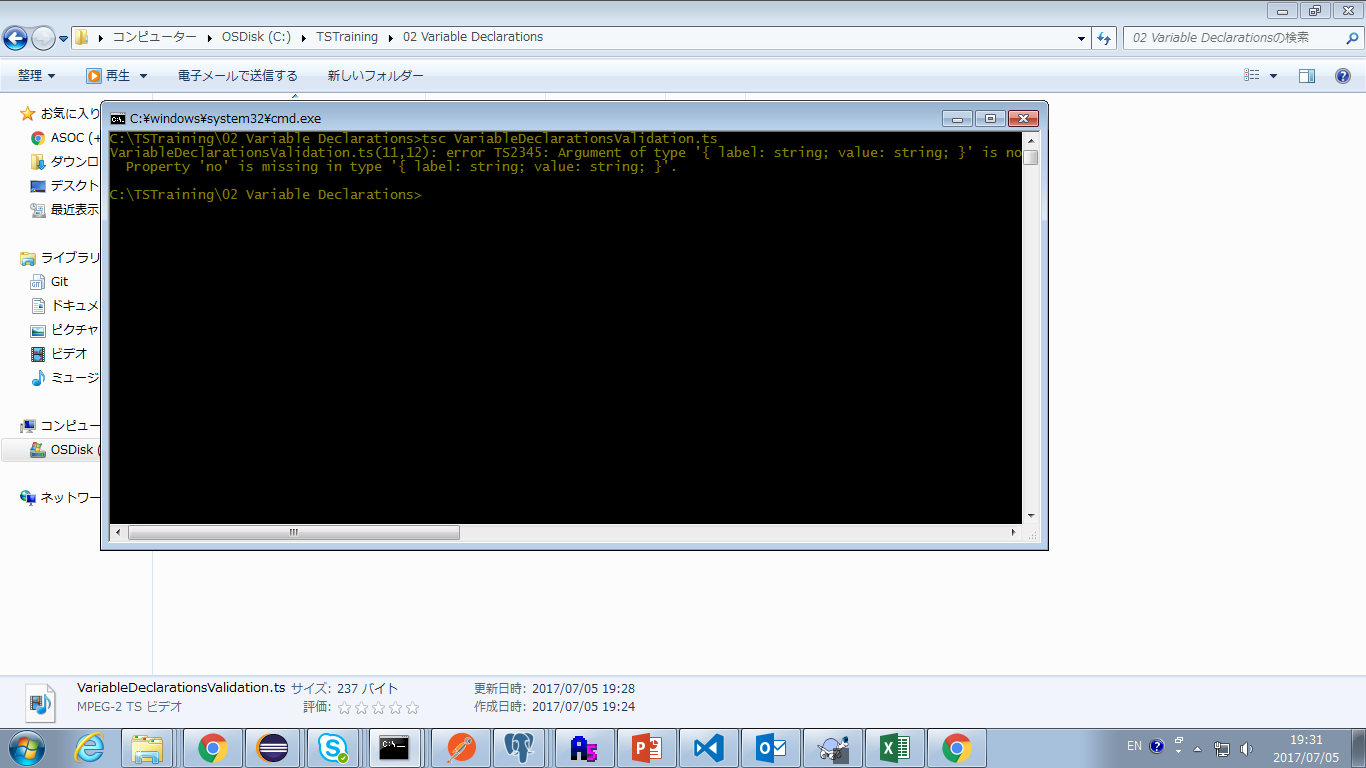 コンピューター OSDisk (C:) TSTraining 02 Variable Declarations
02 Variable Declarationsの検索
整理 再生 電子メールで送信する 新しいフォルダー
お気に入り
ASOC (+
ダウンロ
デスクト
最近表示
ライブラリ
Git
ドキュメ
ピクチャ
ビデオ
ミュージ
コンピュー
OSDisk (
ネットワー
C:¥windows¥system32¥cmd.exe
C:\TSTraining\02 Variable Declarations>tsc VariableDeclarationsValidation.ts
VariableDeclarationsValidation.ts(11,12): error TS2345: Argument of type '{ label: string; value: string; }' is no
Property 'no' is missing in type '{ label: string; value: string; }'.
C:\TSTraining\02 Variable Declarations>
VariableDeclarationsValidation.ts サイズ: 237 バイト 更新日時: 2017/07/05 19:28
MPEG-2 TS ビデオ 評価: 作成日時: 2017/07/05 19:24
EN
19:31
2017/07/05